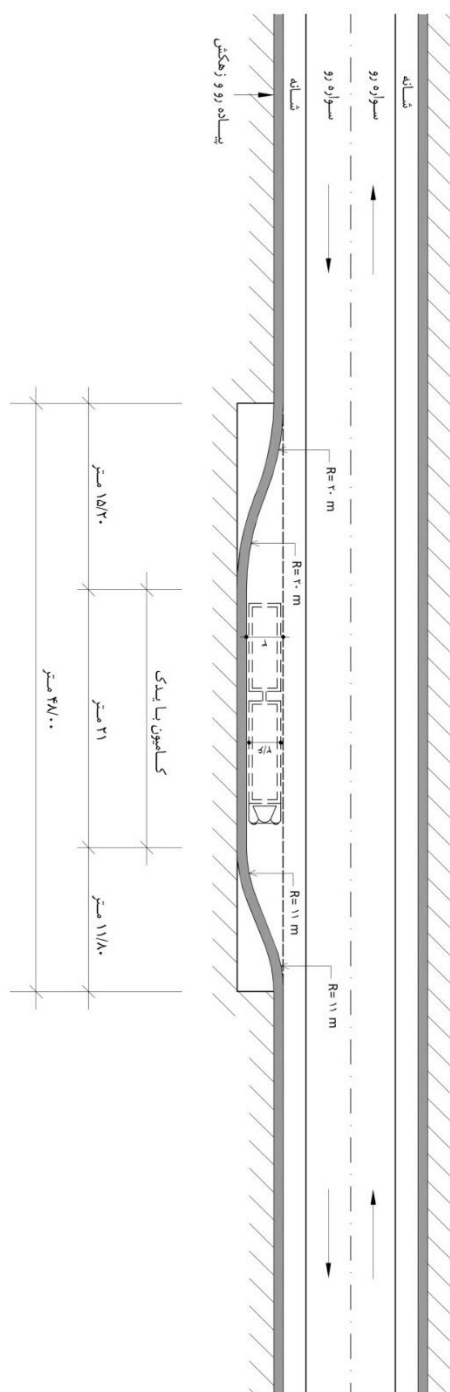 شانه
سواره رو
سواره رو
شانه
پیاده رو و زهکش
R= ۲۰ m
R= ۲۰ m
R= ۱۱ m
R= ۱۱ m
کامیون با یدک
۱۵/۲۰ متر
۲۱ متر
۱۱/۸۰ متر
۴۸/۰۰ متر